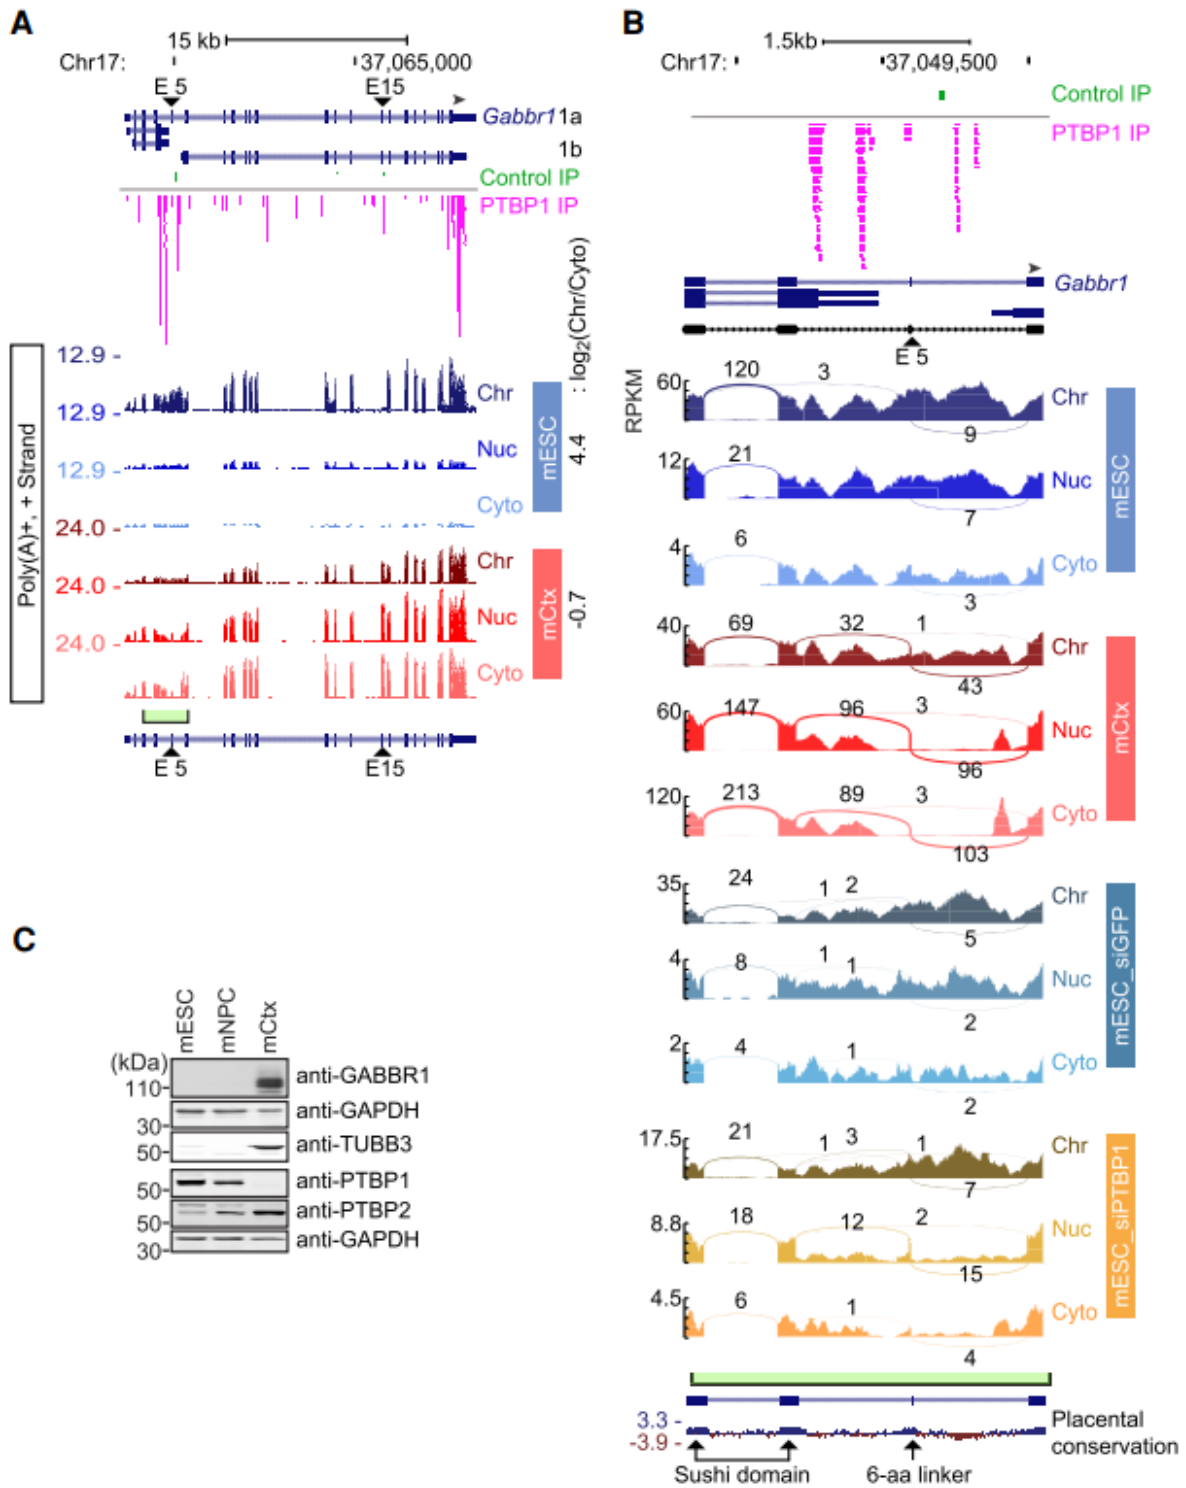 A
15 kb
Chr17:
37,065,000
E 5
E15
Gabbr1 1a
1b
Control IP
PTBP1 IP
: log2(Chr/Cyto)
Poly(A)+, + Strand
12.9 -
Chr
12.9 -
Nuc
12.9 -
Cyto
mESC
4.4
24.0 -
Chr
24.0 -
Nuc
24.0 -
Cyto
mCtx
-0.7
E 5
E15
B
1.5kb
Chr17:
37,049,500
Control IP
PTBP1 IP
Gabbr1
E 5
RPKM
60
120
3
Chr
9
12
21
Nuc
7
4
6
Cyto
3
mESC
40
69
32
1
Chr
43
60
147
96
3
Nuc
96
120
213
89
3
Cyto
103
mCtx
35
24
1
2
Chr
5
4
8
1
1
Nuc
2
2
4
1
Cyto
2
mESC_siGFP
17.5
21
1
3
1
Chr
7
8.8
18
12
2
Nuc
15
4.5
6
1
Cyto
4
mESC_siPTBP1
3.3 -
-3.9 -
Placental
conservation
Sushi domain
6-aa linker
C
mESC
mNPC
mCtx
(kDa)
110-
anti-GABBR1
30-
anti-GAPDH
50-
anti-TUBB3
50-
anti-PTBP1
50-
anti-PTBP2
30-
anti-GAPDH